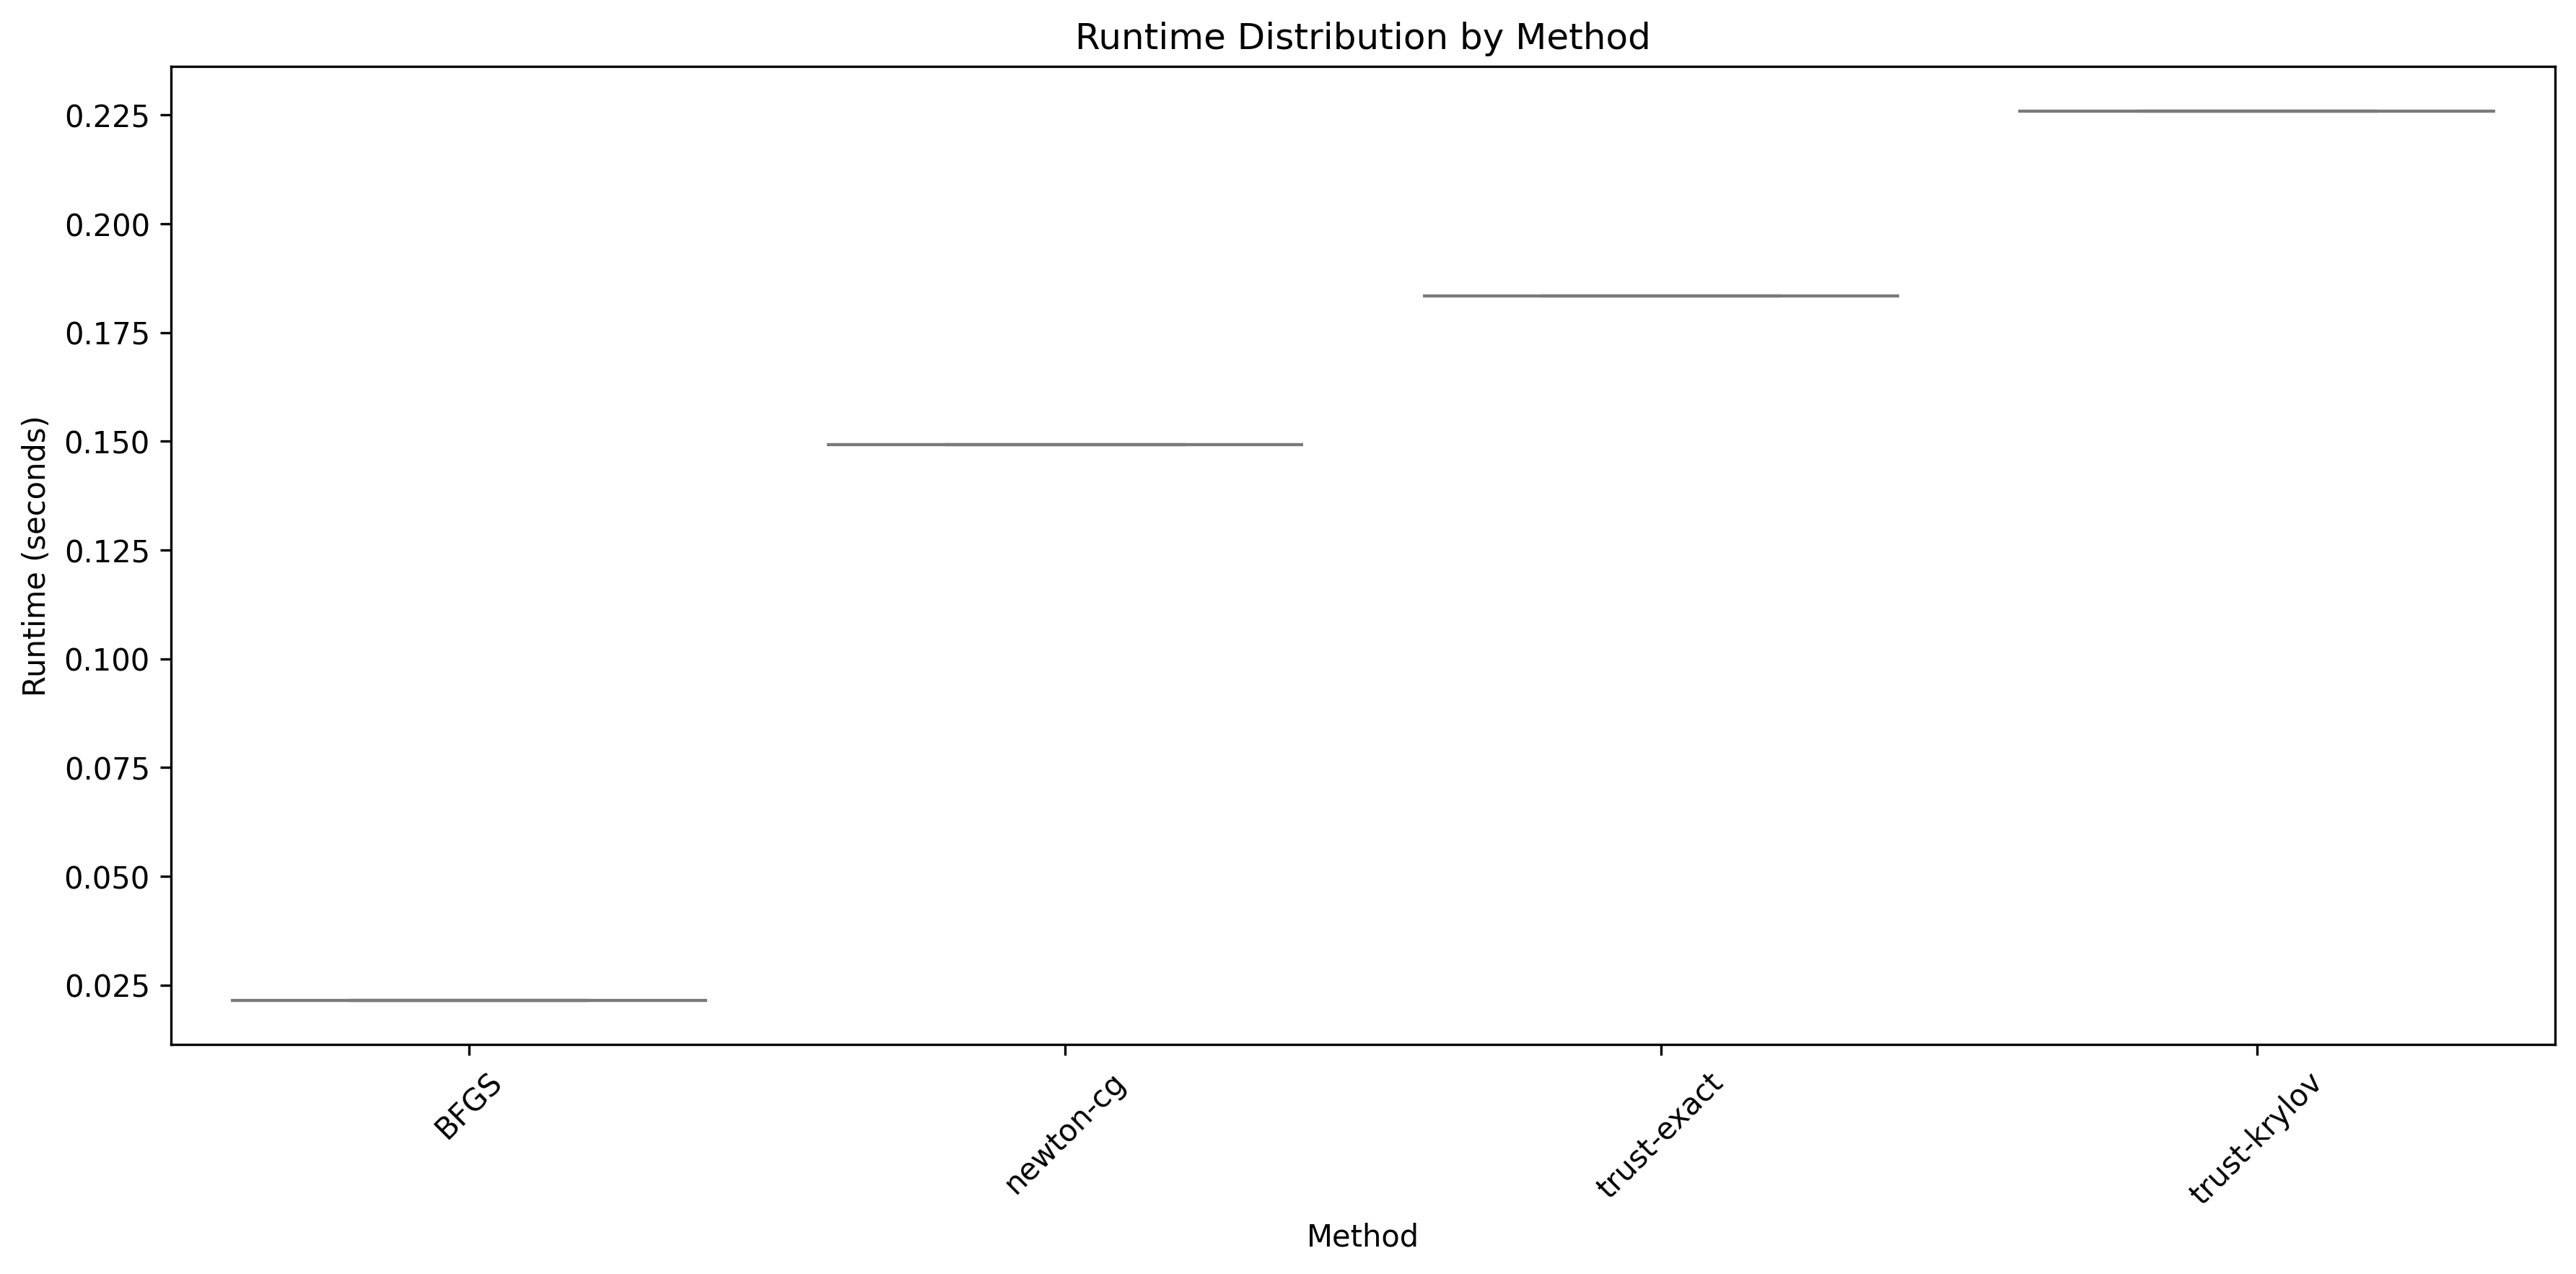 Runtime Distribution by Method
Runtime (seconds)
0.225
0.200
0.175
0.150
0.125
0.100
0.075
0.050
0.025
BFGS
newton-cg
trust-exact
trust-krylov
Method